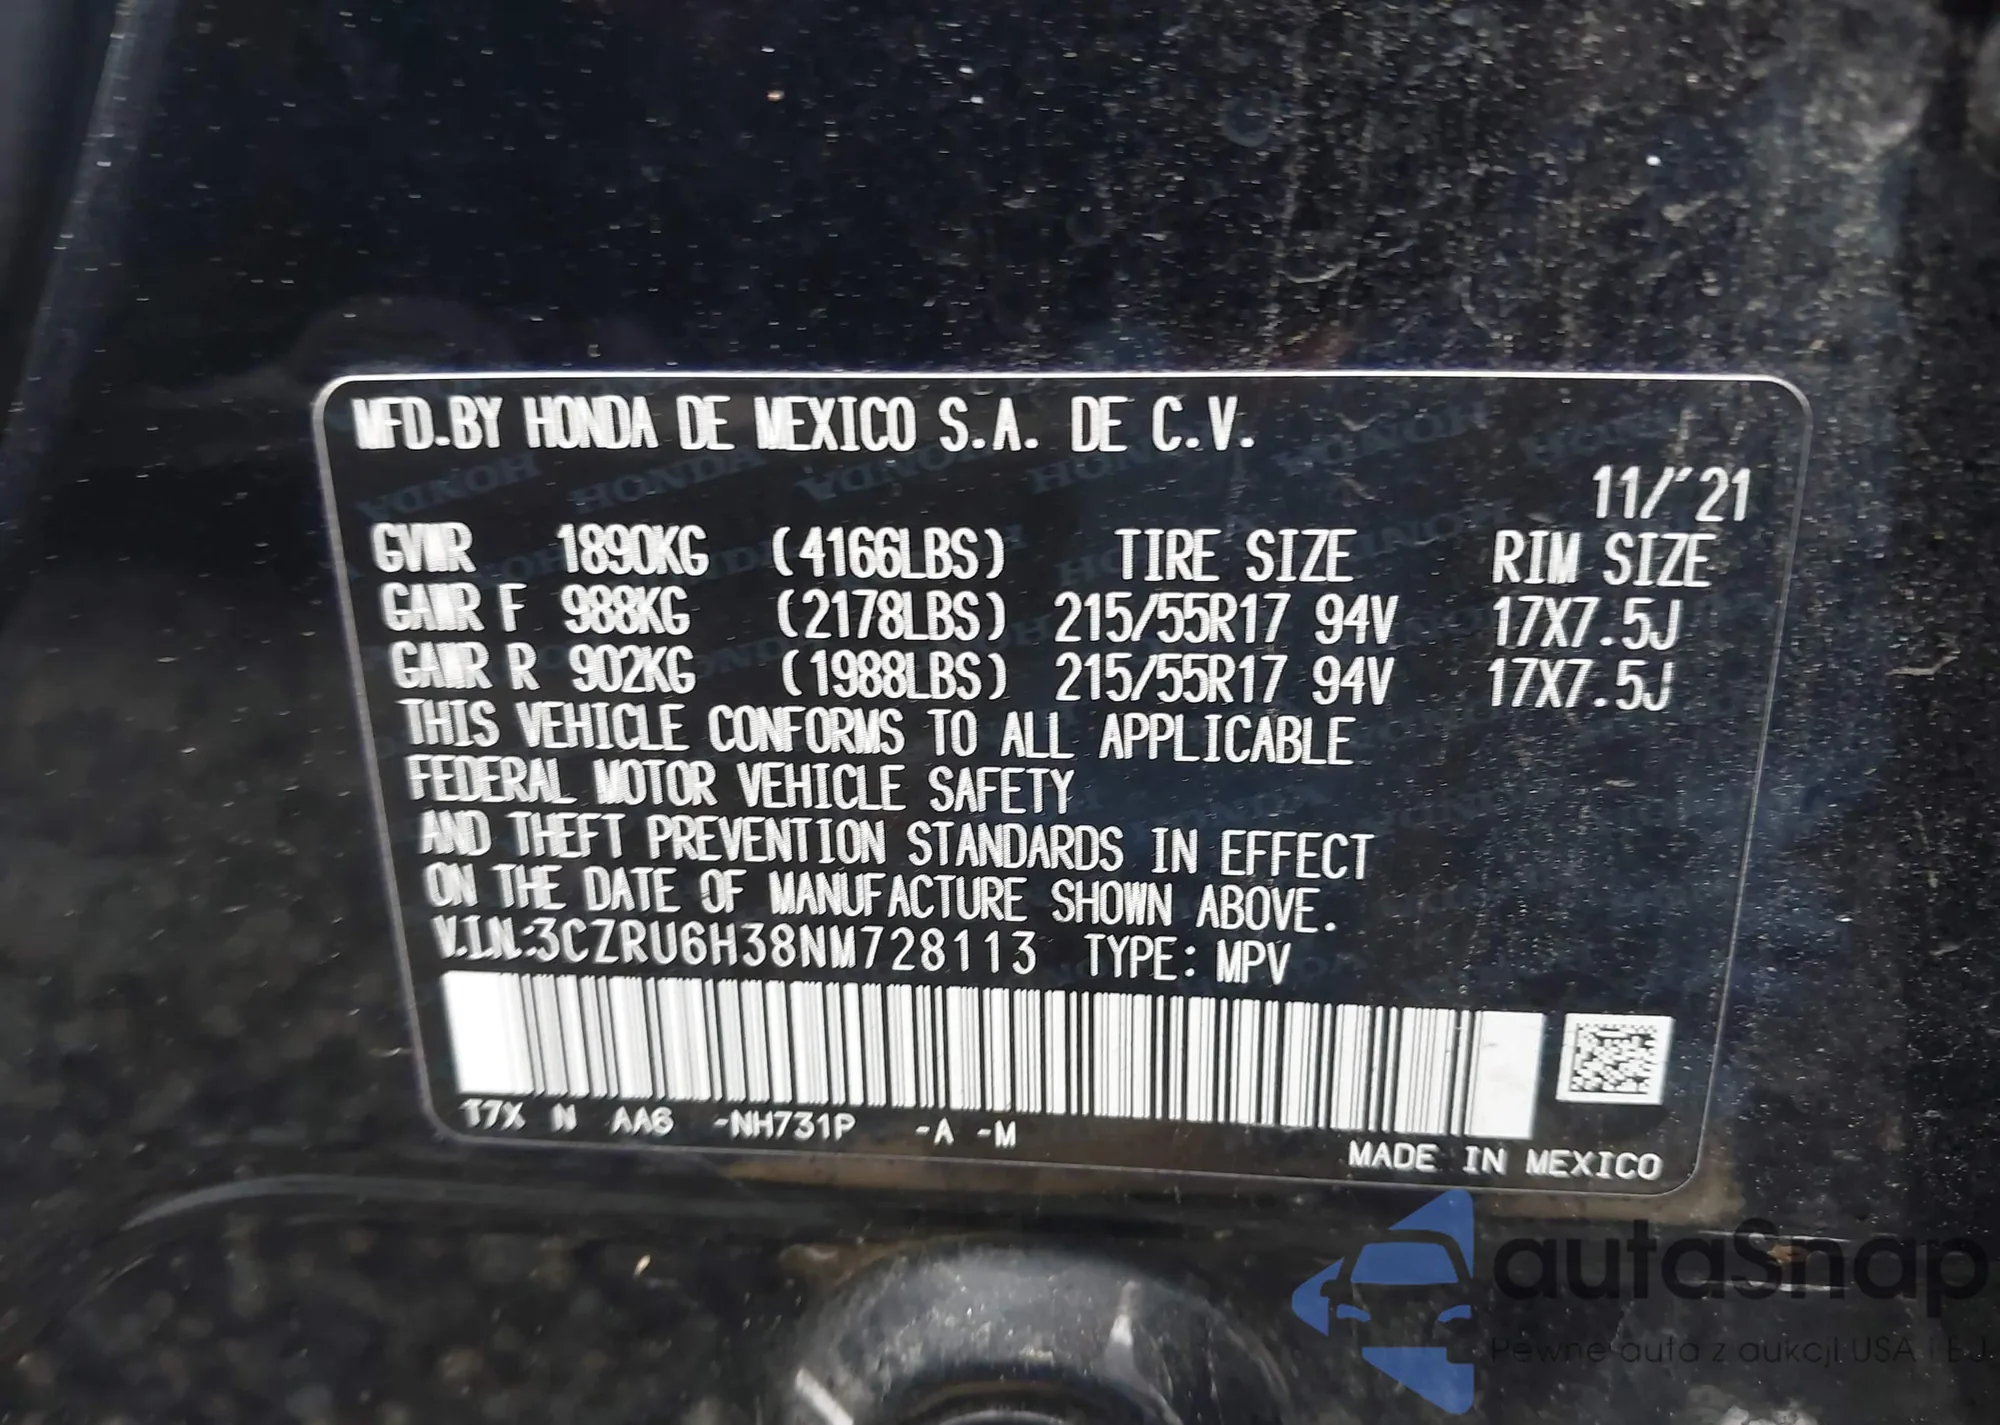 MFD.BY HONDA DE MEXICO S.A. DE C.V.
11/'21
GVWR 1890KG (4166LBS) TIRE SIZE RIM SIZE
GAWR F 988KG (2178LBS) 215/55R17 94V 17X7.5J
GAWR R 902KG (1988LBS) 215/55R17 94V 17X7.5J
THIS VEHICLE CONFORMS TO ALL APPLICABLE
FEDERAL MOTOR VEHICLE SAFETY
AND THEFT PREVENTION STANDARDS IN EFFECT
ON THE DATE OF MANUFACTURE SHOWN ABOVE.
V.I.N.:3CZRU6H38NM728113 TYPE: MPV
T7X N AA6 -NH731P -A -M
MADE IN MEXICO
autaSnap
Pewne auta z aukcji USA i EU